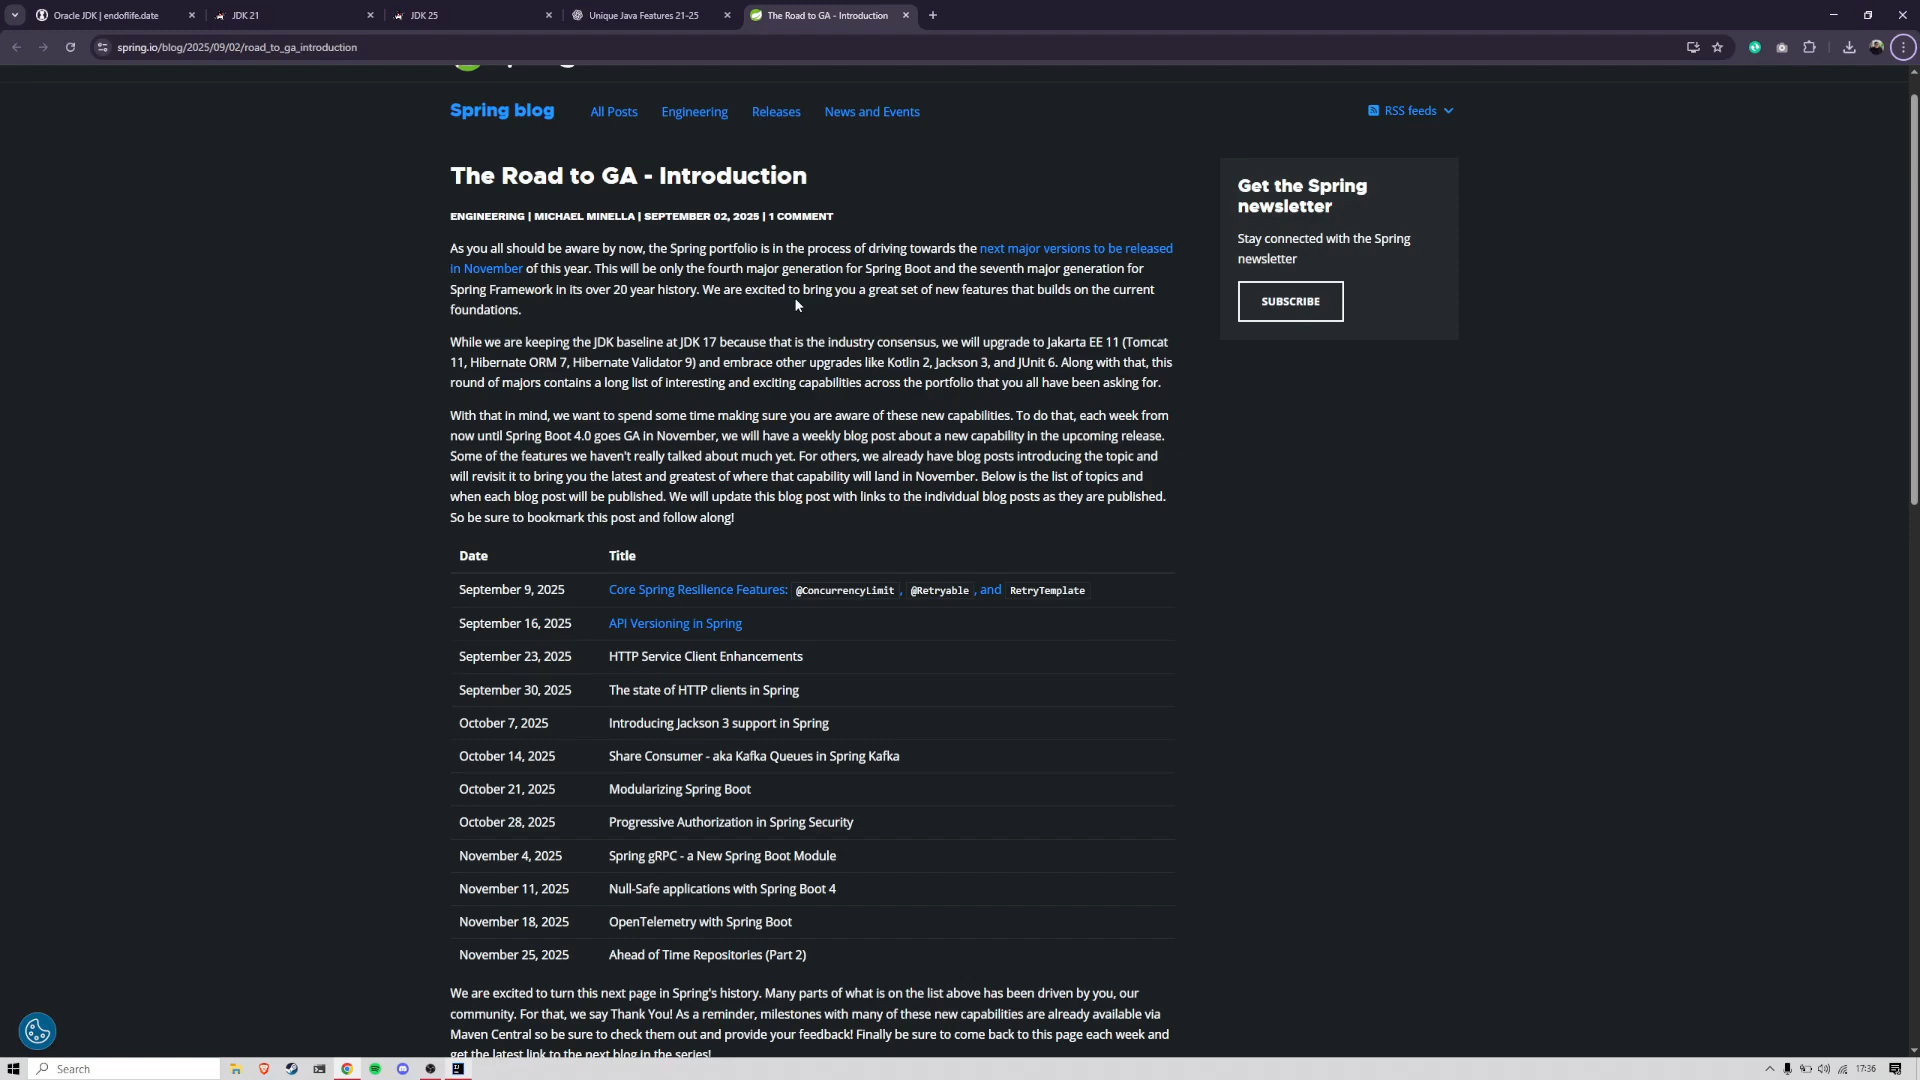 Oracle JDK | endoflife.date
JDK 21
JDK 25
Unique Java Features 21-25
The Road to GA - Introduction
spring.io/blog/2025/09/02/road_to_ga_introduction
Spring blog
All Posts
Engineering
Releases
News and Events
RSS feeds
The Road to GA - Introduction
ENGINEERING | MICHAEL MINELLA | SEPTEMBER 02, 2025 | 1 COMMENT
As you all should be aware by now, the Spring portfolio is in the process of driving towards the next major versions to be released
in November of this year. This will be only the fourth major generation for Spring Boot and the seventh major generation for
Spring Framework in its over 20 year history. We are excited to bring you a great set of new features that builds on the current
foundations.
While we are keeping the JDK baseline at JDK 17 because that is the industry consensus, we will upgrade to Jakarta EE 11 (Tomcat
11, Hibernate ORM 7, Hibernate Validator 9) and embrace other upgrades like Kotlin 2, Jackson 3, and JUnit 6. Along with that, this
round of majors contains a long list of interesting and exciting capabilities across the portfolio that you all have been asking for.
With that in mind, we want to spend some time making sure you are aware of these new capabilities. To do that, each week from
now until Spring Boot 4.0 goes GA in November, we will have a weekly blog post about a new capability in the upcoming release.
Some of the features we haven't really talked about much yet. For others, we already have blog posts introducing the topic and
will revisit it to bring you the latest and greatest of where that capability will land in November. Below is the list of topics and
when each blog post will be published. We will update this blog post with links to the individual blog posts as they are published.
So be sure to bookmark this post and follow along!
Date Title
September 9, 2025 Core Spring Resilience Features: @ConcurrencyLimit, @Retryable, and RetryTemplate
September 16, 2025 API Versioning in Spring
September 23, 2025 HTTP Service Client Enhancements
September 30, 2025 The state of HTTP clients in Spring
October 7, 2025 Introducing Jackson 3 support in Spring
October 14, 2025 Share Consumer - aka Kafka Queues in Spring Kafka
October 21, 2025 Modularizing Spring Boot
October 28, 2025 Progressive Authorization in Spring Security
November 4, 2025 Spring gRPC - a New Spring Boot Module
November 11, 2025 Null-Safe applications with Spring Boot 4
November 18, 2025 OpenTelemetry with Spring Boot
November 25, 2025 Ahead of Time Repositories (Part 2)
We are excited to turn this next page in Spring's history. Many parts of what is on the list above has been driven by you, our
community. For that, we say Thank You! As a reminder, milestones with many of these new capabilities are already available via
Maven Central so be sure to check them out and provide your feedback! Finally be sure to come back to this page each week and
get the latest link to the next blog in the series!
Get the Spring
newsletter
Stay connected with the Spring
newsletter
SUBSCRIBE
Search
17:36